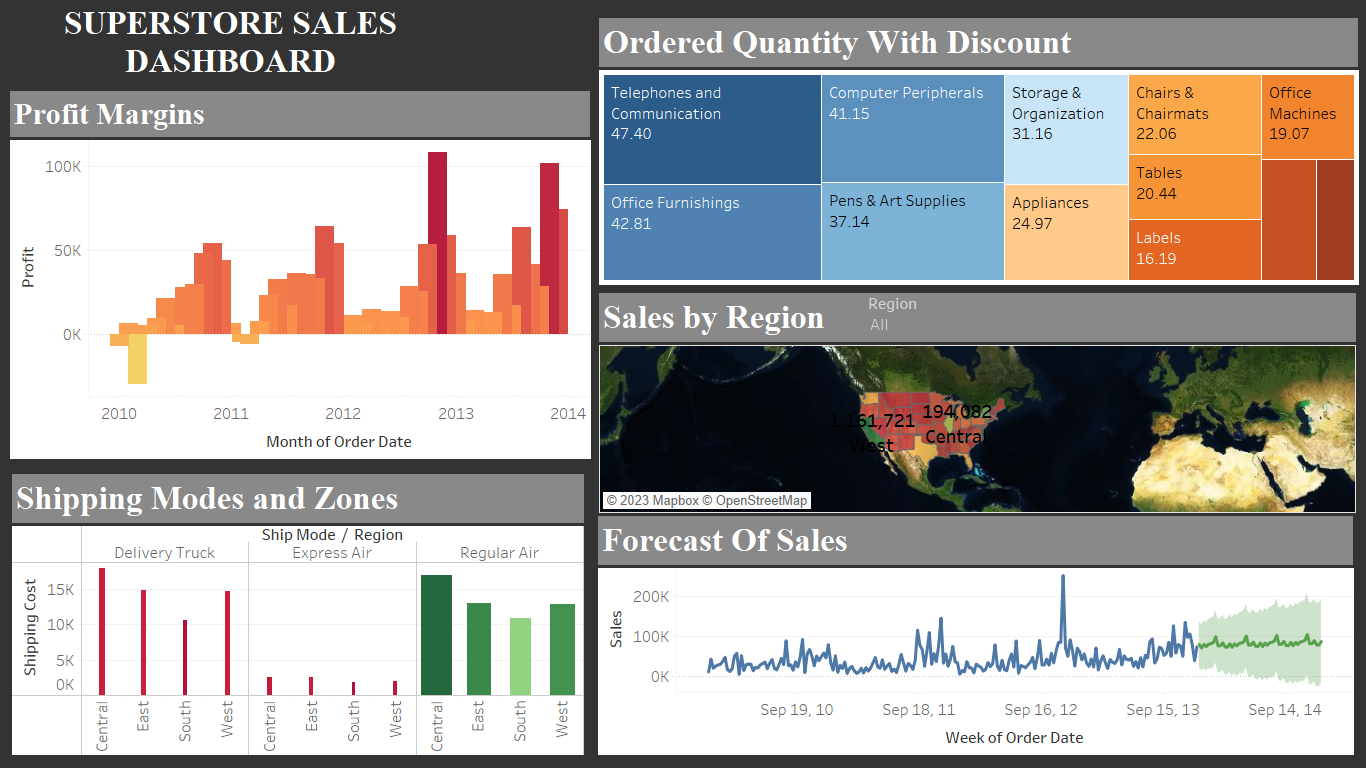 SUPERSTORE SALES
DASHBOARD
Profit Margins
100K
50K
0K
Profit
2010 2011 2012 2013 2014
Month of Order Date
Shipping Modes and Zones
Ship Mode / Region
Delivery Truck Express Air Regular Air
15K
10K
5K
0K
Shipping Cost
Central East South West Central East South West Central East South West
Ordered Quantity With Discount
Telephones and
Communication
47.40
Office Furnishings
42.81
Computer Peripherals
41.15
Pens & Art Supplies
37.14
Storage &
Organization
31.16
Appliances
24.97
Chairs &
Chairmats
22.06
Tables
20.44
Labels
16.19
Office
Machines
19.07
Sales by Region
Region
All
1,161,721
West
194,082
Central
© 2023 Mapbox © OpenStreetMap
Forecast Of Sales
200K
100K
0K
Sales
Sep 19, 10 Sep 18, 11 Sep 16, 12 Sep 15, 13 Sep 14, 14
Week of Order Date